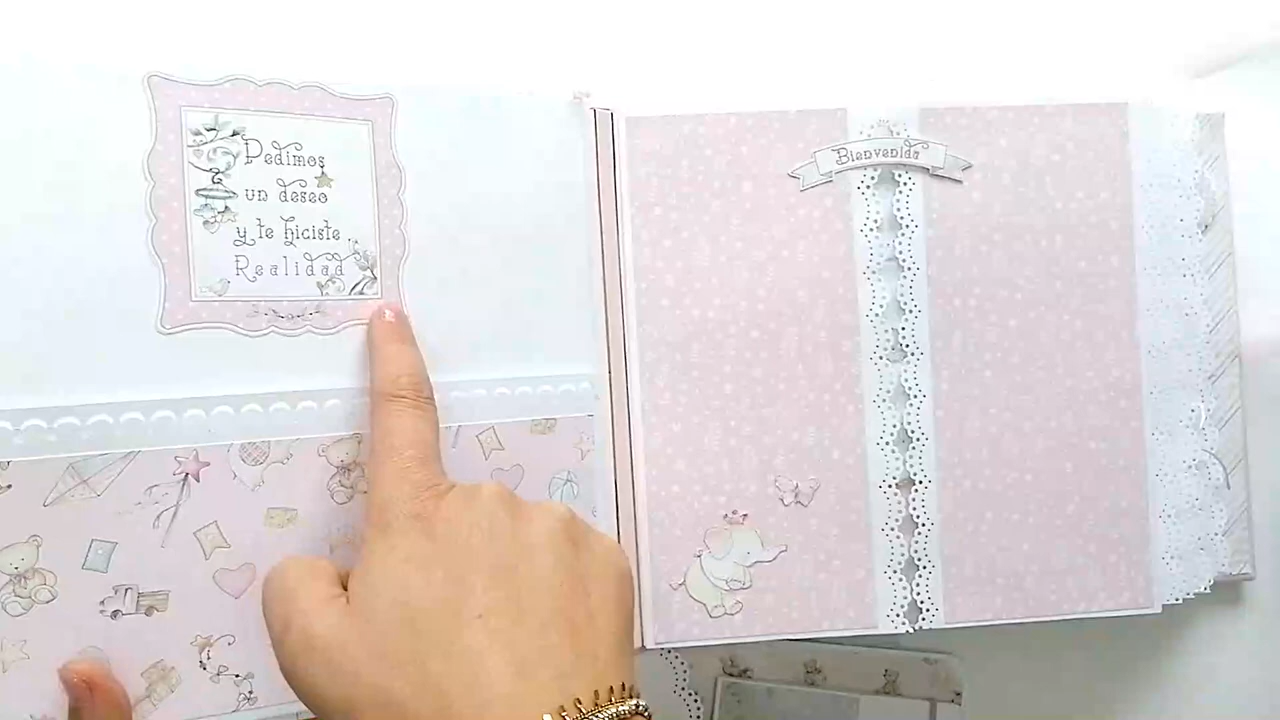 Pedimos
un deseo
y te hiciste
Realidad
Bienvenida